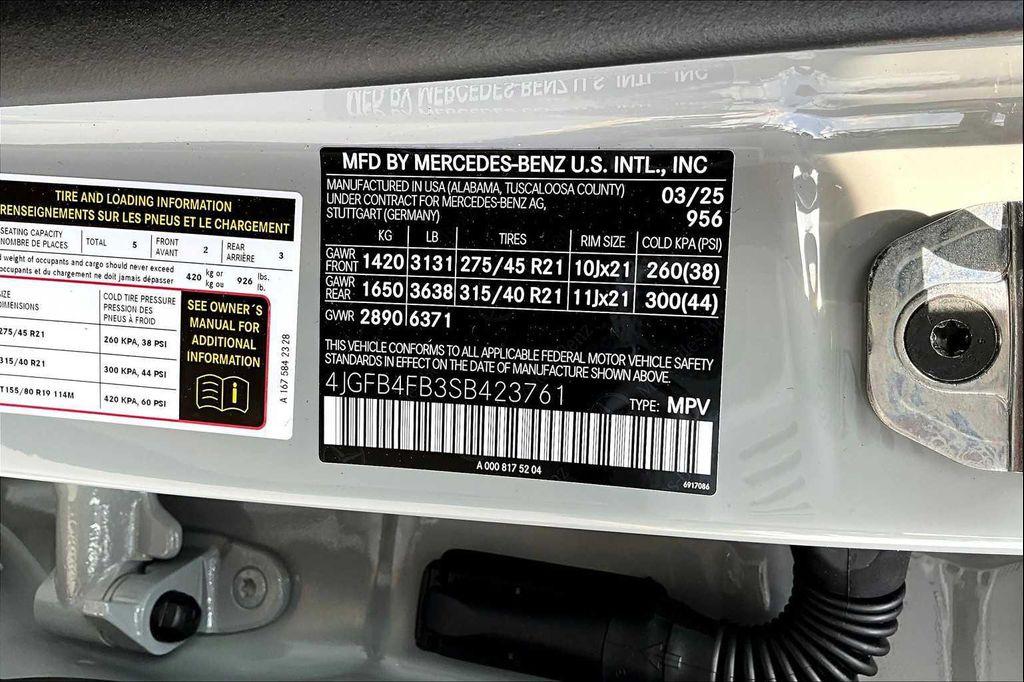 MFD BY MERCEDES-BENZ U.S. INTL., INC
MANUFACTURED IN USA (ALABAMA, TUSCALOOSA COUNTY)
UNDER CONTRACT FOR MERCEDES-BENZ AG,
STUTTGART (GERMANY)
03/25
956
KG LB TIRES RIM SIZE COLD KPA (PSI)
GAWR FRONT 1420 3131 275/45 R21 10Jx21 260(38)
GAWR REAR 1650 3638 315/40 R21 11Jx21 300(44)
GVWR 2890 6371
THIS VEHICLE CONFORMS TO ALL APPLICABLE FEDERAL MOTOR VEHICLE SAFETY
STANDARDS IN EFFECT ON THE DATE OF MANUFACTURE SHOWN ABOVE.
4JGFB4FB3SB423761
TYPE: MPV
A 000 817 52 04
6917086
TIRE AND LOADING INFORMATION
RENSEIGNEMENTS SUR LES PNEUS ET LE CHARGEMENT
SEATING CAPACITY
NOMBRE DE PLACES
TOTAL 5
FRONT
AVANT
2
REAR
ARRIÈRE
3
weight of occupants and cargo should never exceed
occupants et du chargement ne doit jamais dépasser
420 kg or
kg ou
926 lbs.
lb.
COLD TIRE PRESSURE
PRESSION DES
PNEUS À FROID
275/45 R21 260 KPA, 38 PSI
315/40 R21 300 KPA, 44 PSI
T155/80 R19 114M 420 KPA, 60 PSI
SEE OWNER´S
MANUAL FOR
ADDITIONAL
INFORMATION
i
A 167 584 23 28